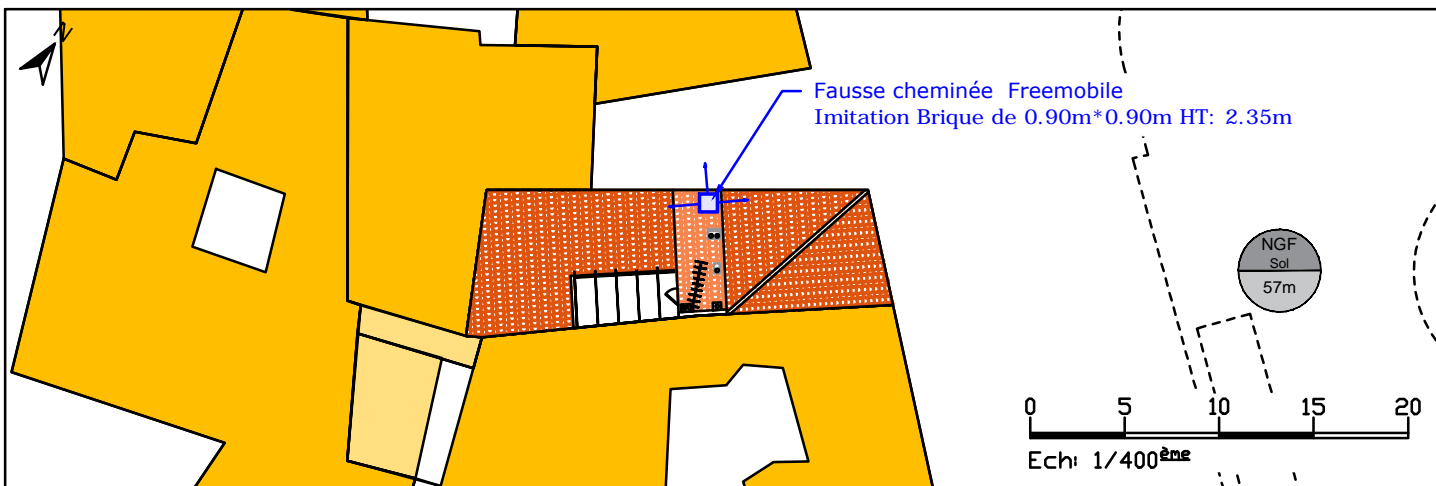 N
Fausse cheminée Freemobile
Imitation Brique de 0.90m*0.90m HT: 2.35m
NGF
Sol
57m
0 5 10 15 20
Ech: 1/400ème